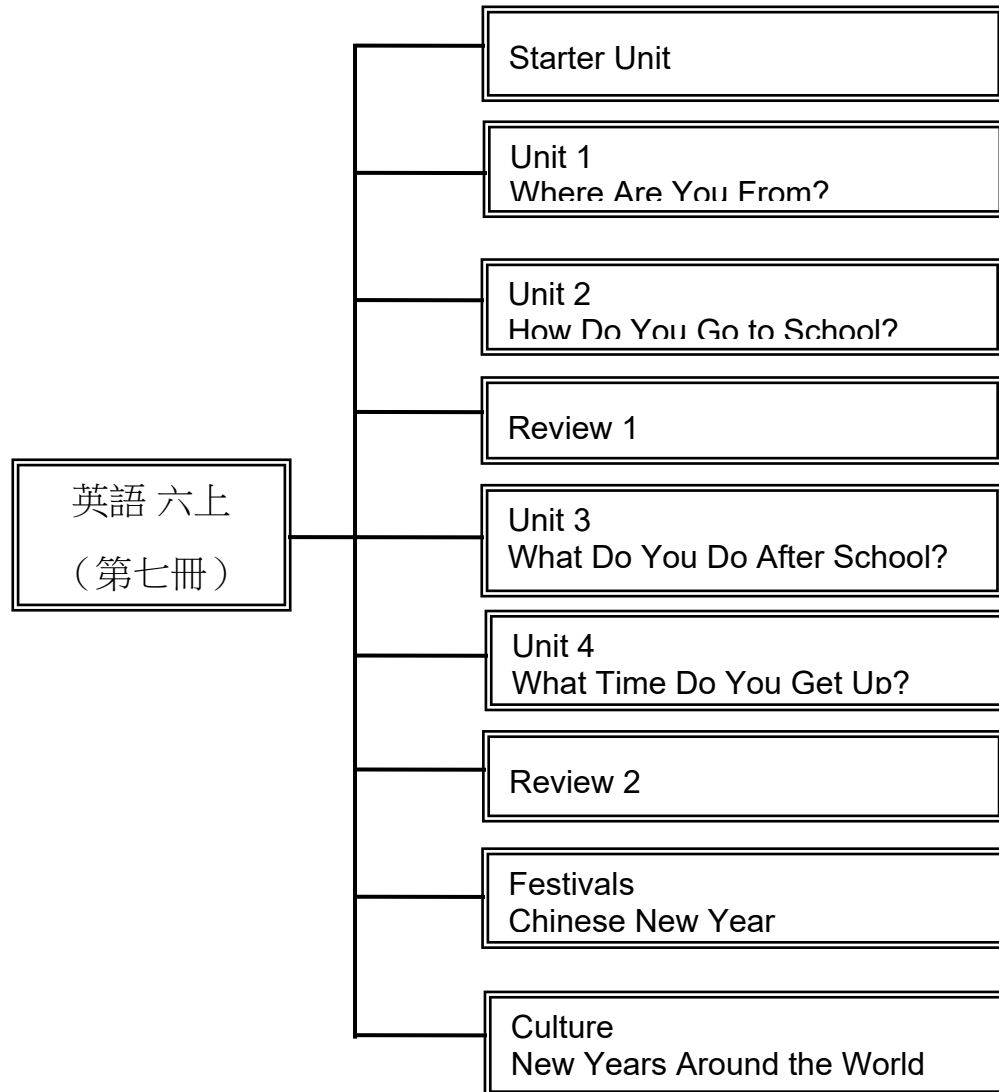 英語 六上
（第七冊）
Starter Unit
Unit 1
Where Are You From?
Unit 2
How Do You Go to School?
Review 1
Unit 3
What Do You Do After School?
Unit 4
What Time Do You Get Up?
Review 2
Festivals
Chinese New Year
Culture
New Years Around the World